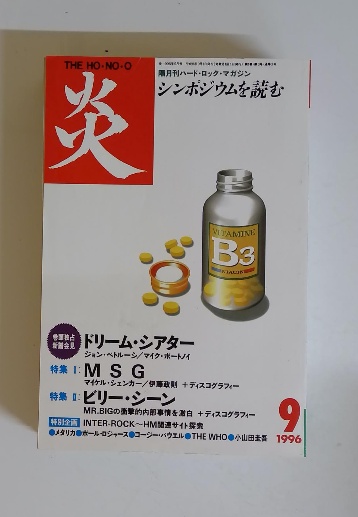 THE HO・NO・O
炎
隔月刊ハード・ロック・マガジン
シンポジウムを読む
VITAMINE
B3
巻頭独占
新譜会見
ドリーム・シアター
ジョン・ペトルーシ／マイク・ポートノイ
特集 I:
MSG
マイケル・シェンカー／伊藤政則 +ディスコグラフィー
特集 II:
ビリー・シーン
MR.BIGの衝撃的内部事情を激白 +ディスコグラフィー
特別企画
INTER-ROCK〜HM関連サイト探索
●メタリカ●ポール・ロジャース●コージー・パウエル●THE WHO●小山田圭吾
9
1996